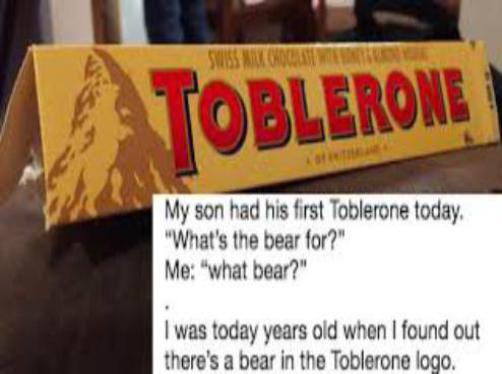 SWISS MILK CHOCOLATE WITH HONEY & ALMOND NOUGAT
TOBLERONE
OF SWITZERLAND
My son had his first Toblerone today.
"What's the bear for?"
Me: “what bear?”
.
I was today years old when I found out
there's a bear in the Toblerone logo.